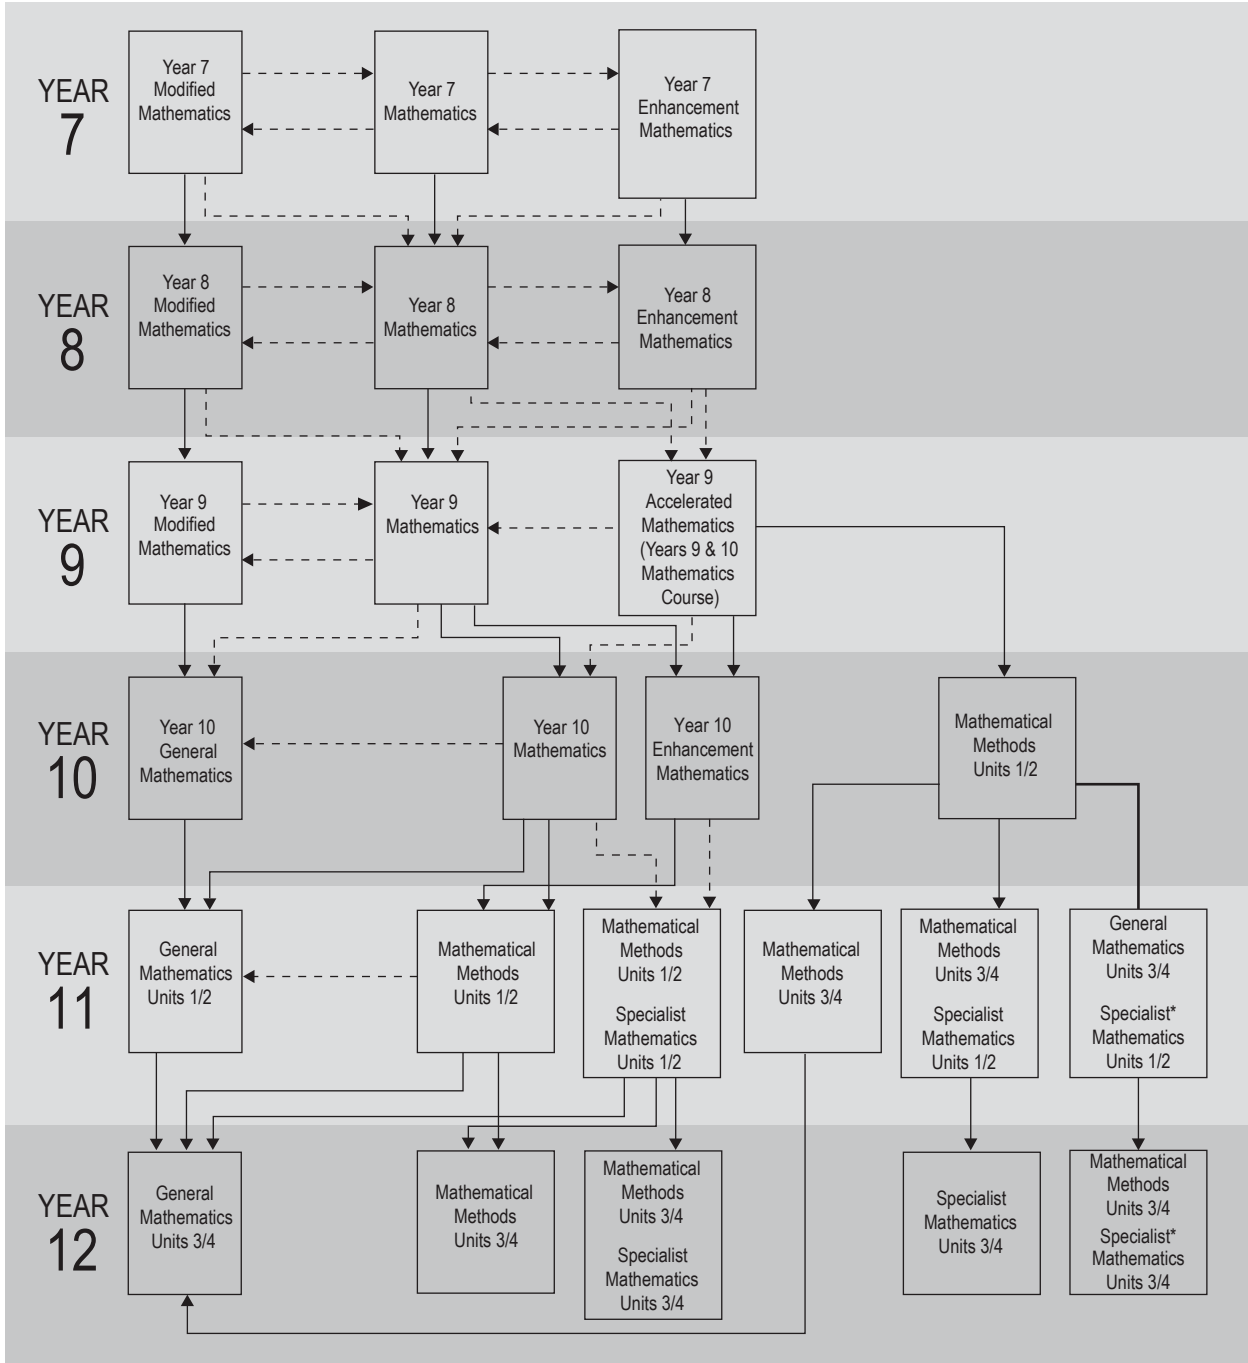 YEAR
7
Year 7
Modified
Mathematics
Year 7
Mathematics
Year 7
Enhancement
Mathematics
YEAR
8
Year 8
Modified
Mathematics
Year 8
Mathematics
Year 8
Enhancement
Mathematics
YEAR
9
Year 9
Modified
Mathematics
Year 9
Mathematics
Year 9
Accelerated
Mathematics
(Years 9 & 10
Mathematics
Course)
YEAR
10
Year 10
General
Mathematics
Year 10
Mathematics
Year 10
Enhancement
Mathematics
Mathematical
Methods
Units 1/2
YEAR
11
General
Mathematics
Units 1/2
Mathematical
Methods
Units 1/2
Mathematical
Methods
Units 1/2
Specialist
Mathematics
Units 1/2
Mathematical
Methods
Units 3/4
Mathematical
Methods
Units 3/4
Specialist
Mathematics
Units 1/2
General
Mathematics
Units 3/4
Specialist*
Mathematics
Units 1/2
YEAR
12
General
Mathematics
Units 3/4
Mathematical
Methods
Units 3/4
Mathematical
Methods
Units 3/4
Specialist
Mathematics
Units 3/4
Specialist
Mathematics
Units 3/4
Mathematical
Methods
Units 3/4
Specialist*
Mathematics
Units 3/4